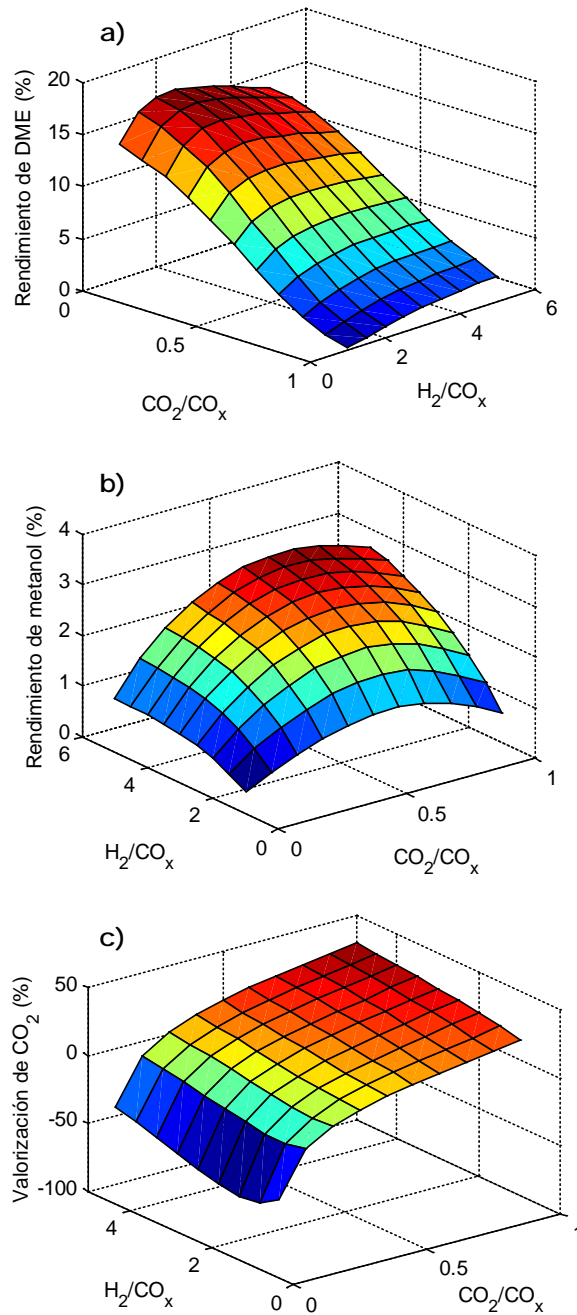 a)
Rendimiento de DME (%)
20
15
10
5
0
0
0.5
1
0
2
4
6
CO₂/COₓ
H₂/COₓ
b)
Rendimiento de metanol (%)
4
3
2
1
0
6
4
2
0
0
0.5
1
H₂/COₓ
CO₂/COₓ
c)
Valorización de CO₂ (%)
50
0
-50
-100
4
2
0
0
0.5
1
H₂/COₓ
CO₂/COₓ